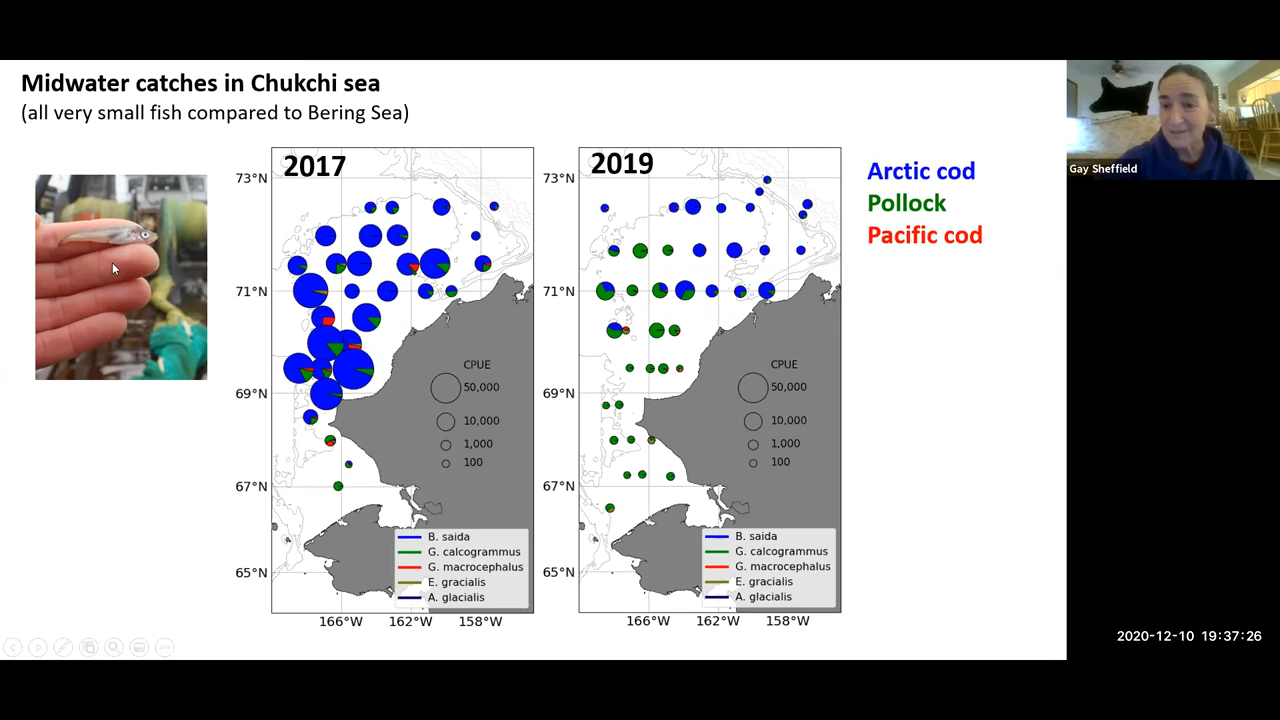 Midwater catches in Chukchi sea
(all very small fish compared to Bering Sea)
2017
73°N
71°N
69°N
67°N
65°N
166°W
162°W
158°W
CPUE
50,000
10,000
1,000
100
B. saida
G. calcogrammus
G. macrocephalus
E. gracialis
A. glacialis
2019
73°N
71°N
69°N
67°N
65°N
166°W
162°W
158°W
CPUE
50,000
10,000
1,000
100
B. saida
G. calcogrammus
G. macrocephalus
E. gracialis
A. glacialis
Arctic cod
Pollock
Pacific cod
Gay Sheffield
2020-12-10 19:37:26